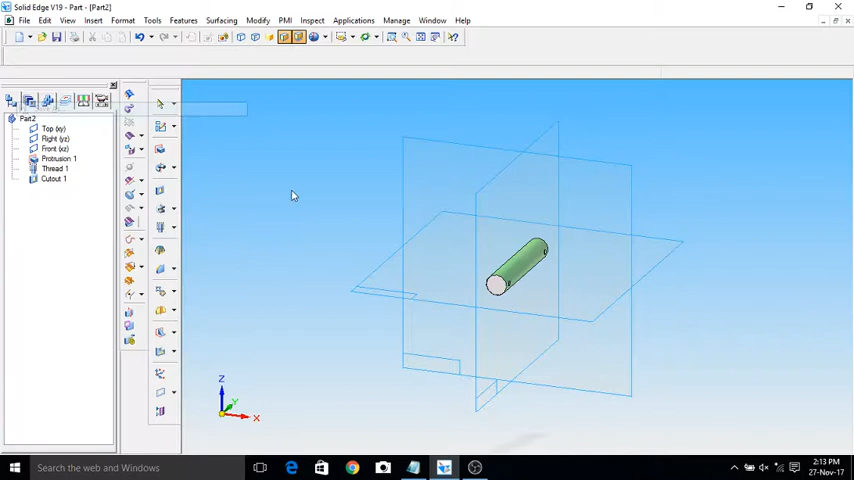 Solid Edge V19 - Part - [Part2]
File Edit View Insert Format Tools Features Surfacing Modify PMI Inspect Applications Manage Window Help
Part2
Top (xy)
Right (yz)
Front (xz)
Protrusion 1
Thread 1
Cutout 1
Z
Y
X
Search the web and Windows
2:13 PM
27-Nov-17